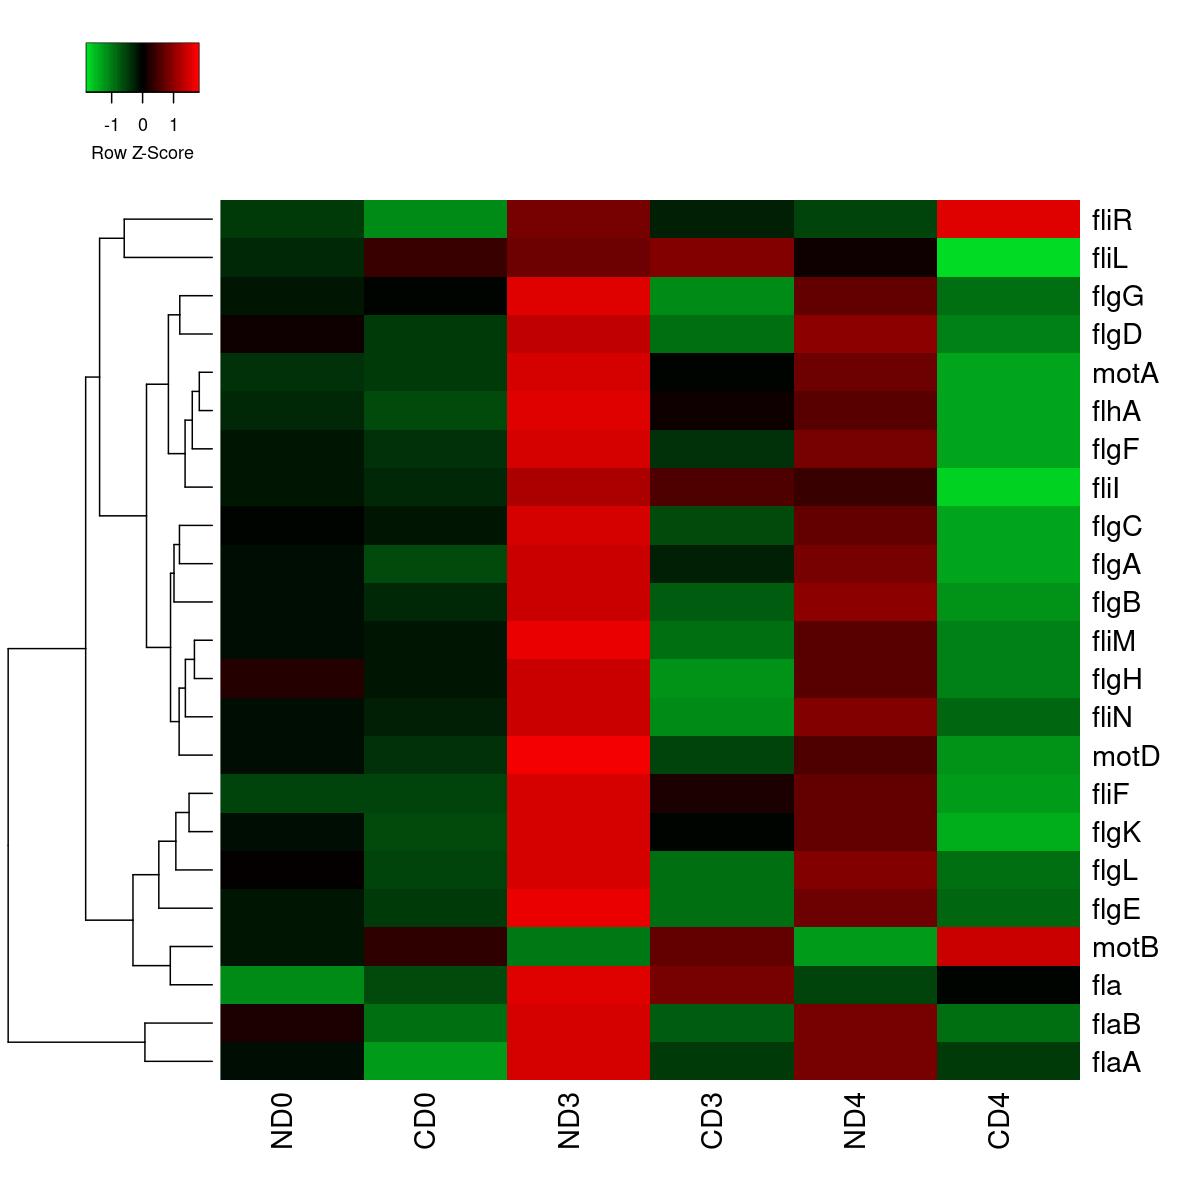 -1 0 1
Row Z-Score
fliR
fliL
flgG
flgD
motA
flhA
flgF
fliI
flgC
flgA
flgB
fliM
flgH
fliN
motD
fliF
flgK
flgL
flgE
motB
fla
flaB
flaA
ND0 CD0 ND3 CD3 ND4 CD4